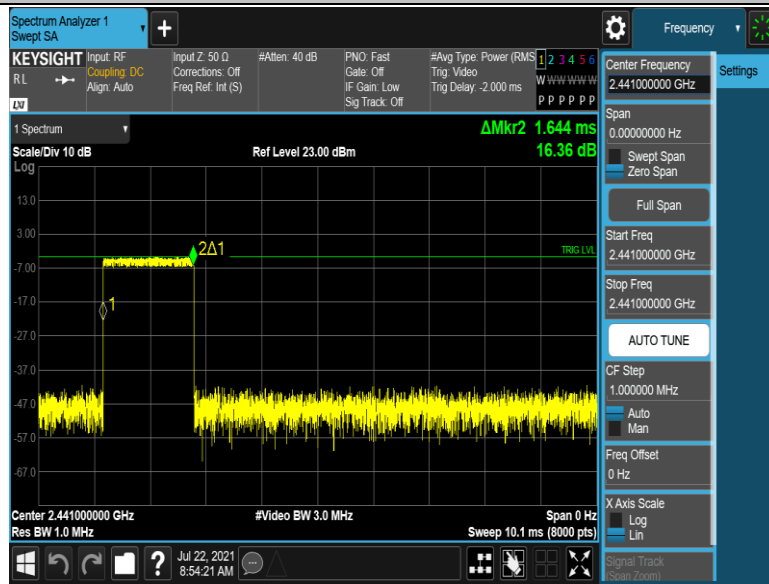 Spectrum Analyzer 1
Swept SA
+
Frequency
KEYSIGHT
RL
LXI
Input: RF
Coupling: DC
Align: Auto
Input Z: 50 Ω
Corrections: Off
Freq Ref: Int (S)
#Atten: 40 dB
PNO: Fast
Gate: Off
IF Gain: Low
Sig Track: Off
#Avg Type: Power (RMS
Trig: Video
Trig Delay: -2.000 ms
1 2 3 4 5 6
W W W W W W
P P P P P P
Center Frequency
2.441000000 GHz
Settings
Span
0.00000000 Hz
Swept Span
Zero Span
Full Span
Start Freq
2.441000000 GHz
Stop Freq
2.441000000 GHz
AUTO TUNE
CF Step
1.000000 MHz
Auto
Man
Freq Offset
0 Hz
X Axis Scale
Log
Lin
Signal Track
(Span Zoom)
1 Spectrum
ΔMkr2 1.644 ms
Scale/Div 10 dB
Ref Level 23.00 dBm
16.36 dB
Log
13.0
3.00
2Δ1
TRIG LVL
-7.00
-17.0
1
-27.0
-37.0
-47.0
-57.0
-67.0
Center 2.441000000 GHz
#Video BW 3.0 MHz
Span 0 Hz
Res BW 1.0 MHz
Sweep 10.1 ms (8000 pts)
?
Jul 22, 2021
8:54:21 AM